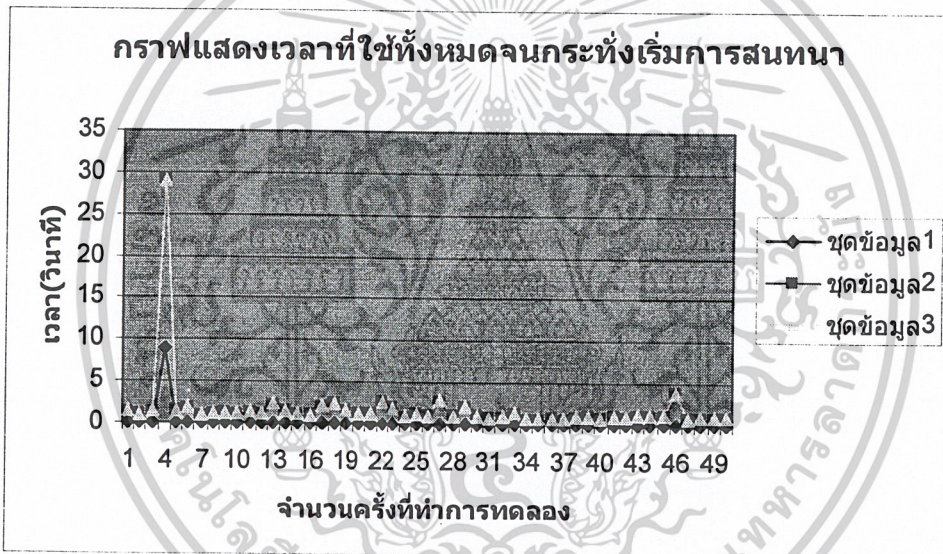 กราฟแสดงเวลาที่ใช้ทั้งหมดจนกระทั่งเริ่มการสนทนา
เวลา(วินาที)
35
30
25
20
15
10
5
0
1 4 7 10 13 16 19 22 25 28 31 34 37 40 43 46 49
จำนวนครั้งที่ทำการทดลอง
ชุดข้อมูล1
ชุดข้อมูล2
ชุดข้อมูล3